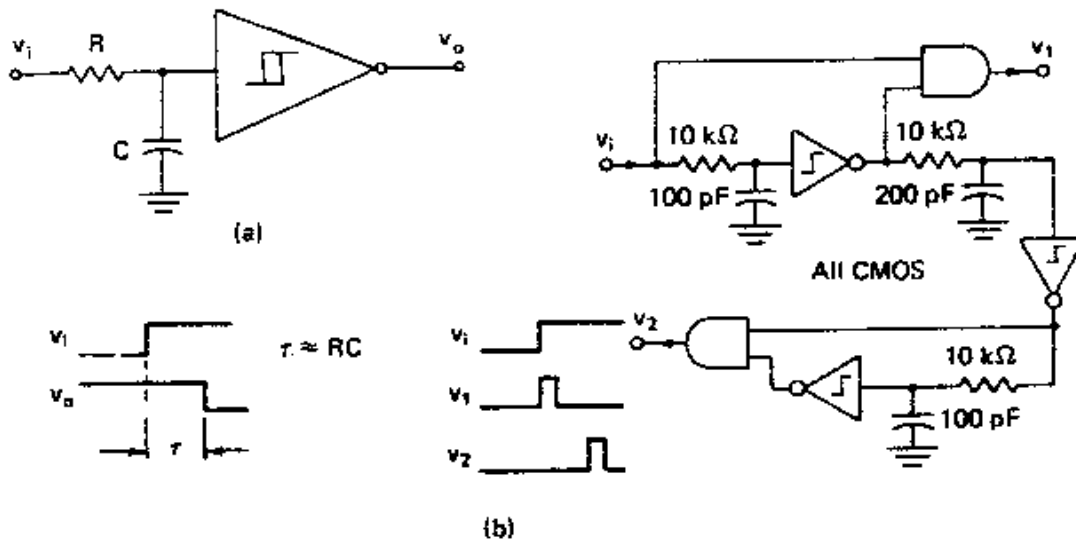 vi
R
vo
C
(a)
v1
vi
10 kΩ
10 kΩ
100 pF
200 pF
All CMOS
vi
τ ≈ RC
vo
τ
vi
v1
v2
v2
10 kΩ
100 pF
(b)